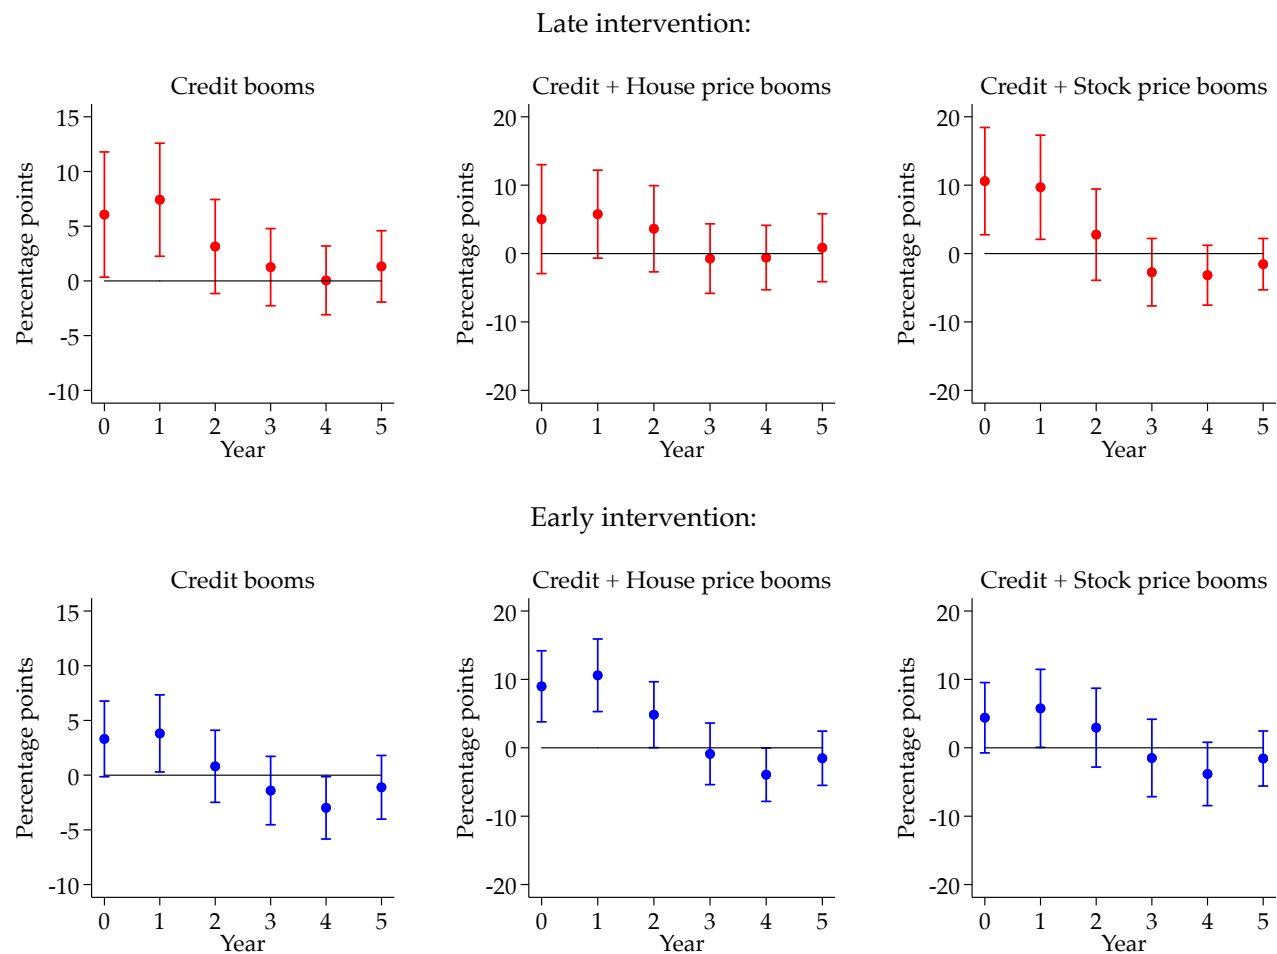 Late intervention:
Credit booms
Percentage points
15
10
5
0
-5
-10
0 1 2 3 4 5
Year
Credit + House price booms
Percentage points
20
10
0
-10
-20
0 1 2 3 4 5
Year
Credit + Stock price booms
Percentage points
20
10
0
-10
-20
0 1 2 3 4 5
Year
Early intervention:
Credit booms
Percentage points
15
10
5
0
-5
-10
0 1 2 3 4 5
Year
Credit + House price booms
Percentage points
20
10
0
-10
-20
0 1 2 3 4 5
Year
Credit + Stock price booms
Percentage points
20
10
0
-10
-20
0 1 2 3 4 5
Year